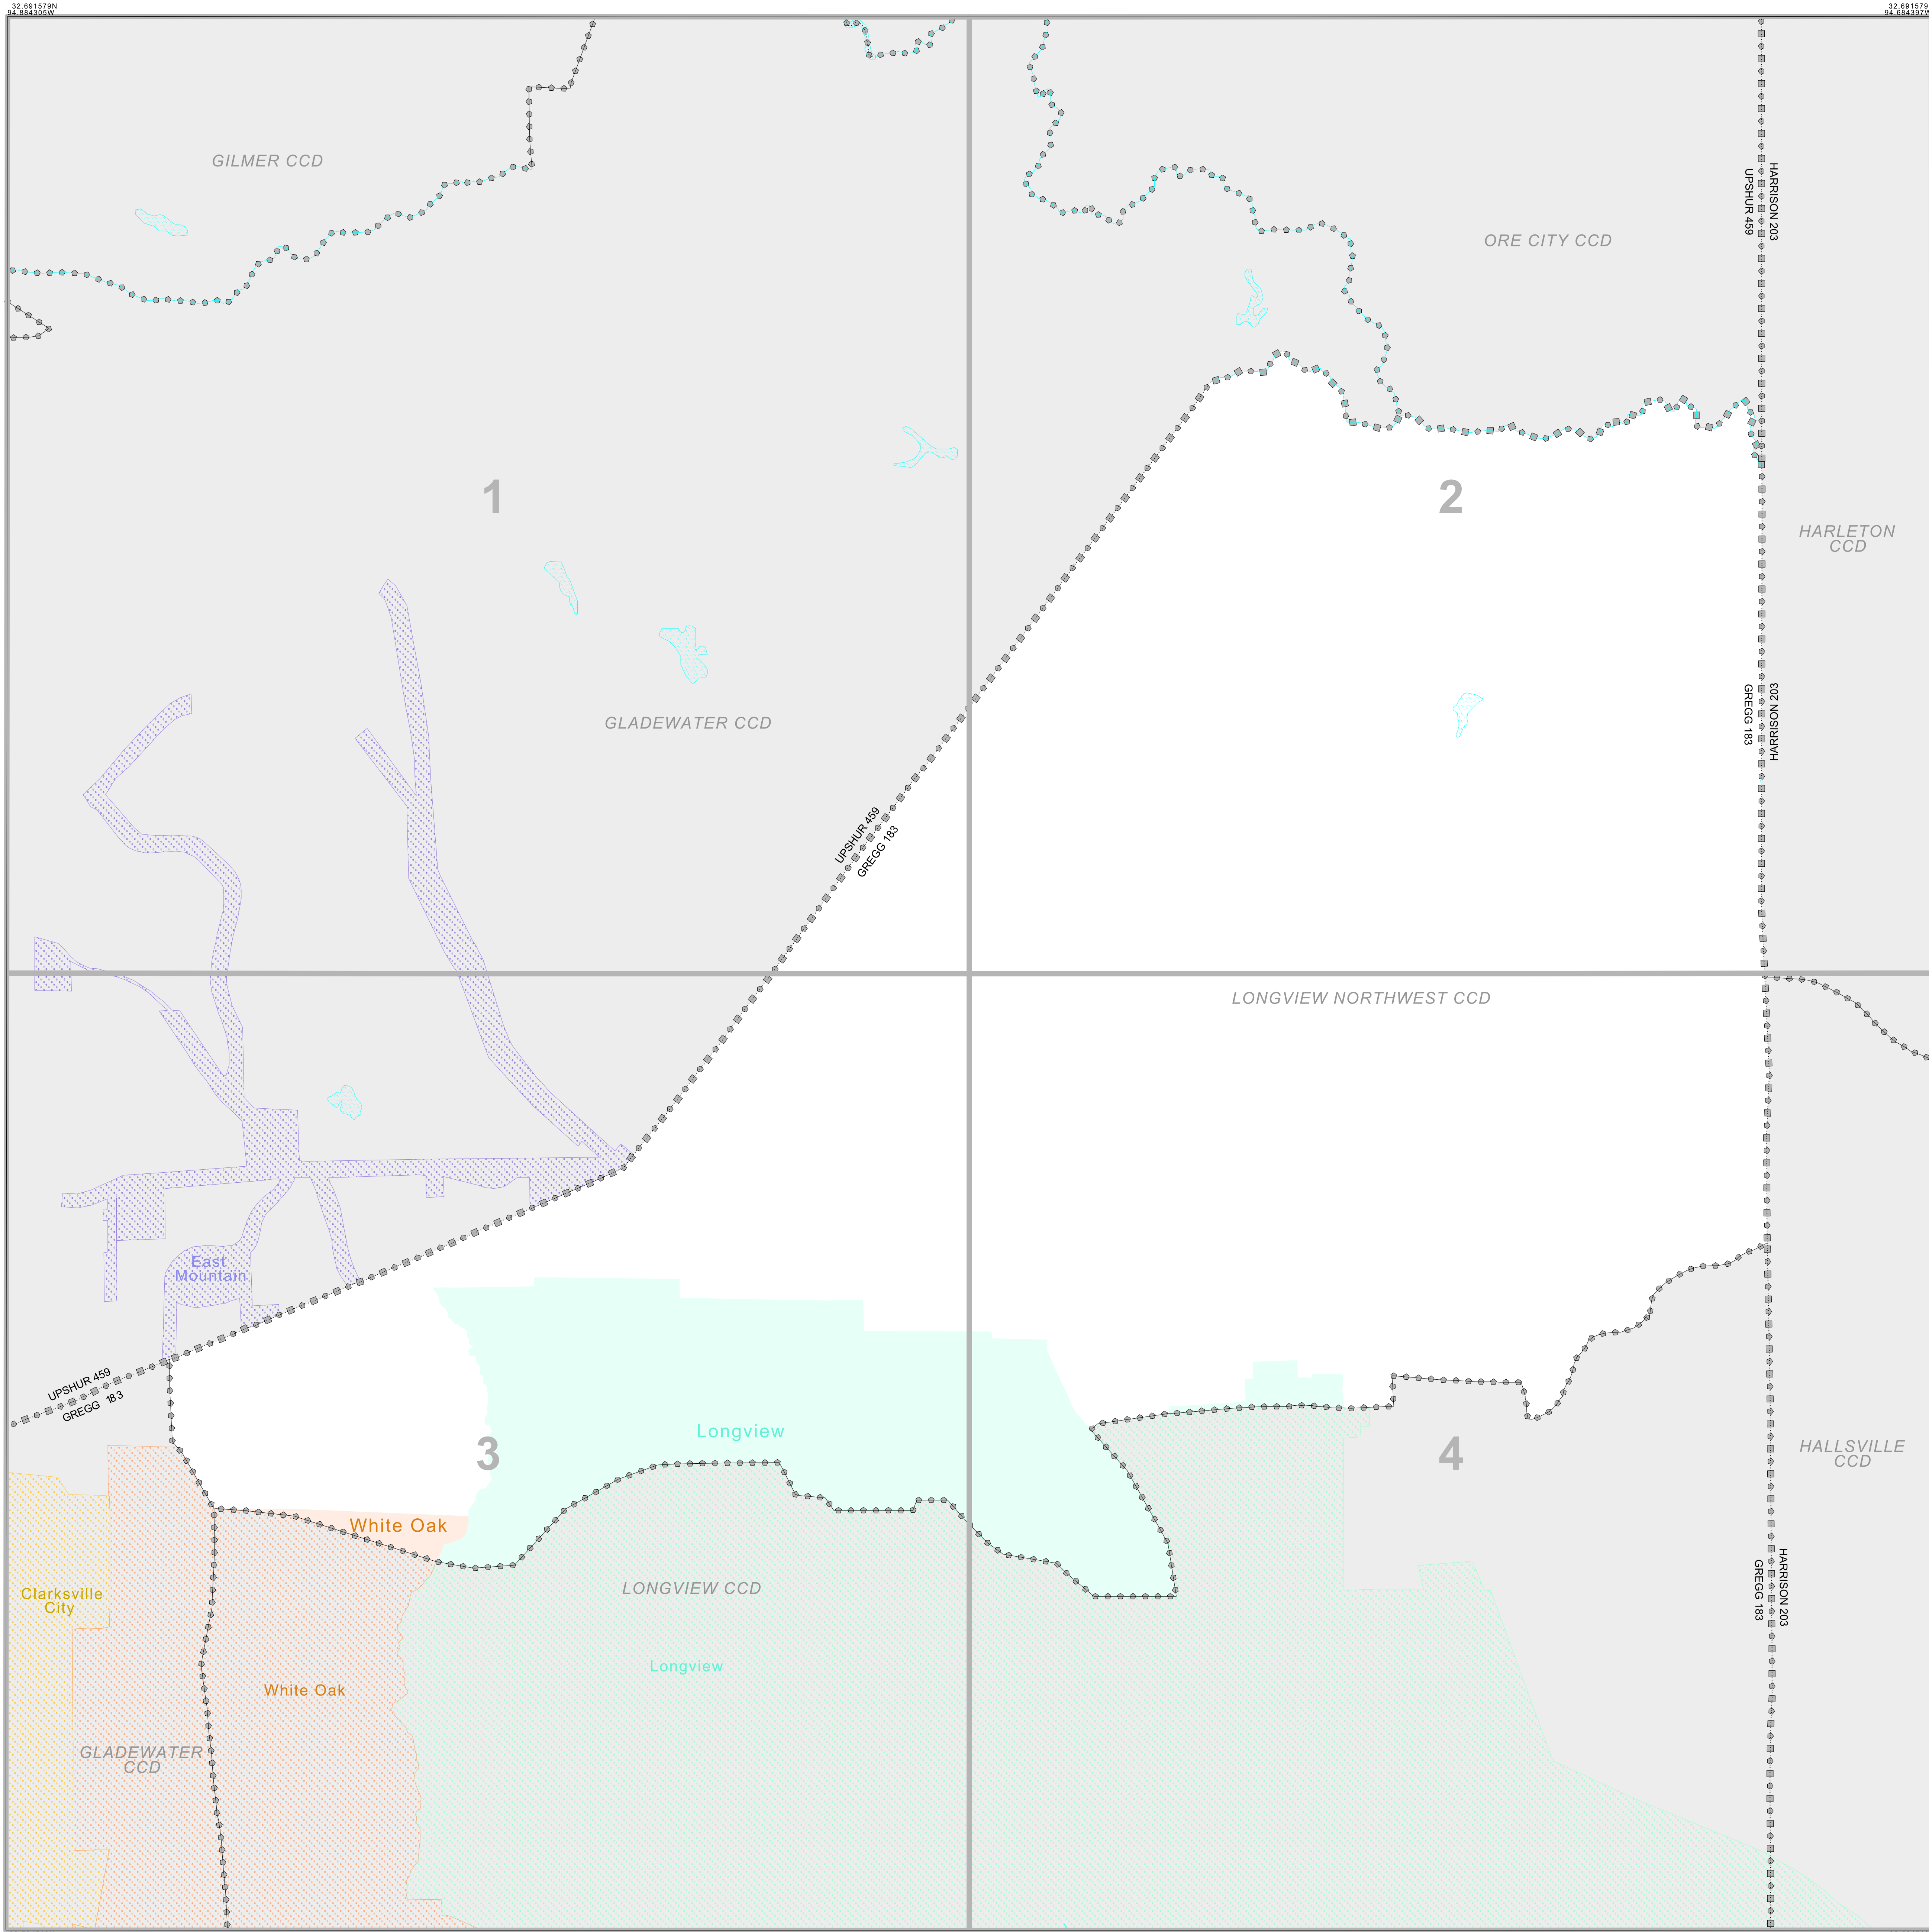 32.691579N
94.884305W
32.691579
94.684397W
GILMER CCD
HARRISON 203
UPSHUR 459
ORE CITY CCD
1
2
HARLETON
CCD
GLADEWATER CCD
HARRISON 203
GREGG 183
UPSHUR 459
GREGG 183
LONGVIEW NORTHWEST CCD
East
Mountain
UPSHUR 459
GREGG 183
Longview
3
4
HALLSVILLE
CCD
White Oak
Clarksville
City
LONGVIEW CCD
HARRISON 203
GREGG 183
Longview
White Oak
GLADEWATER
CCD